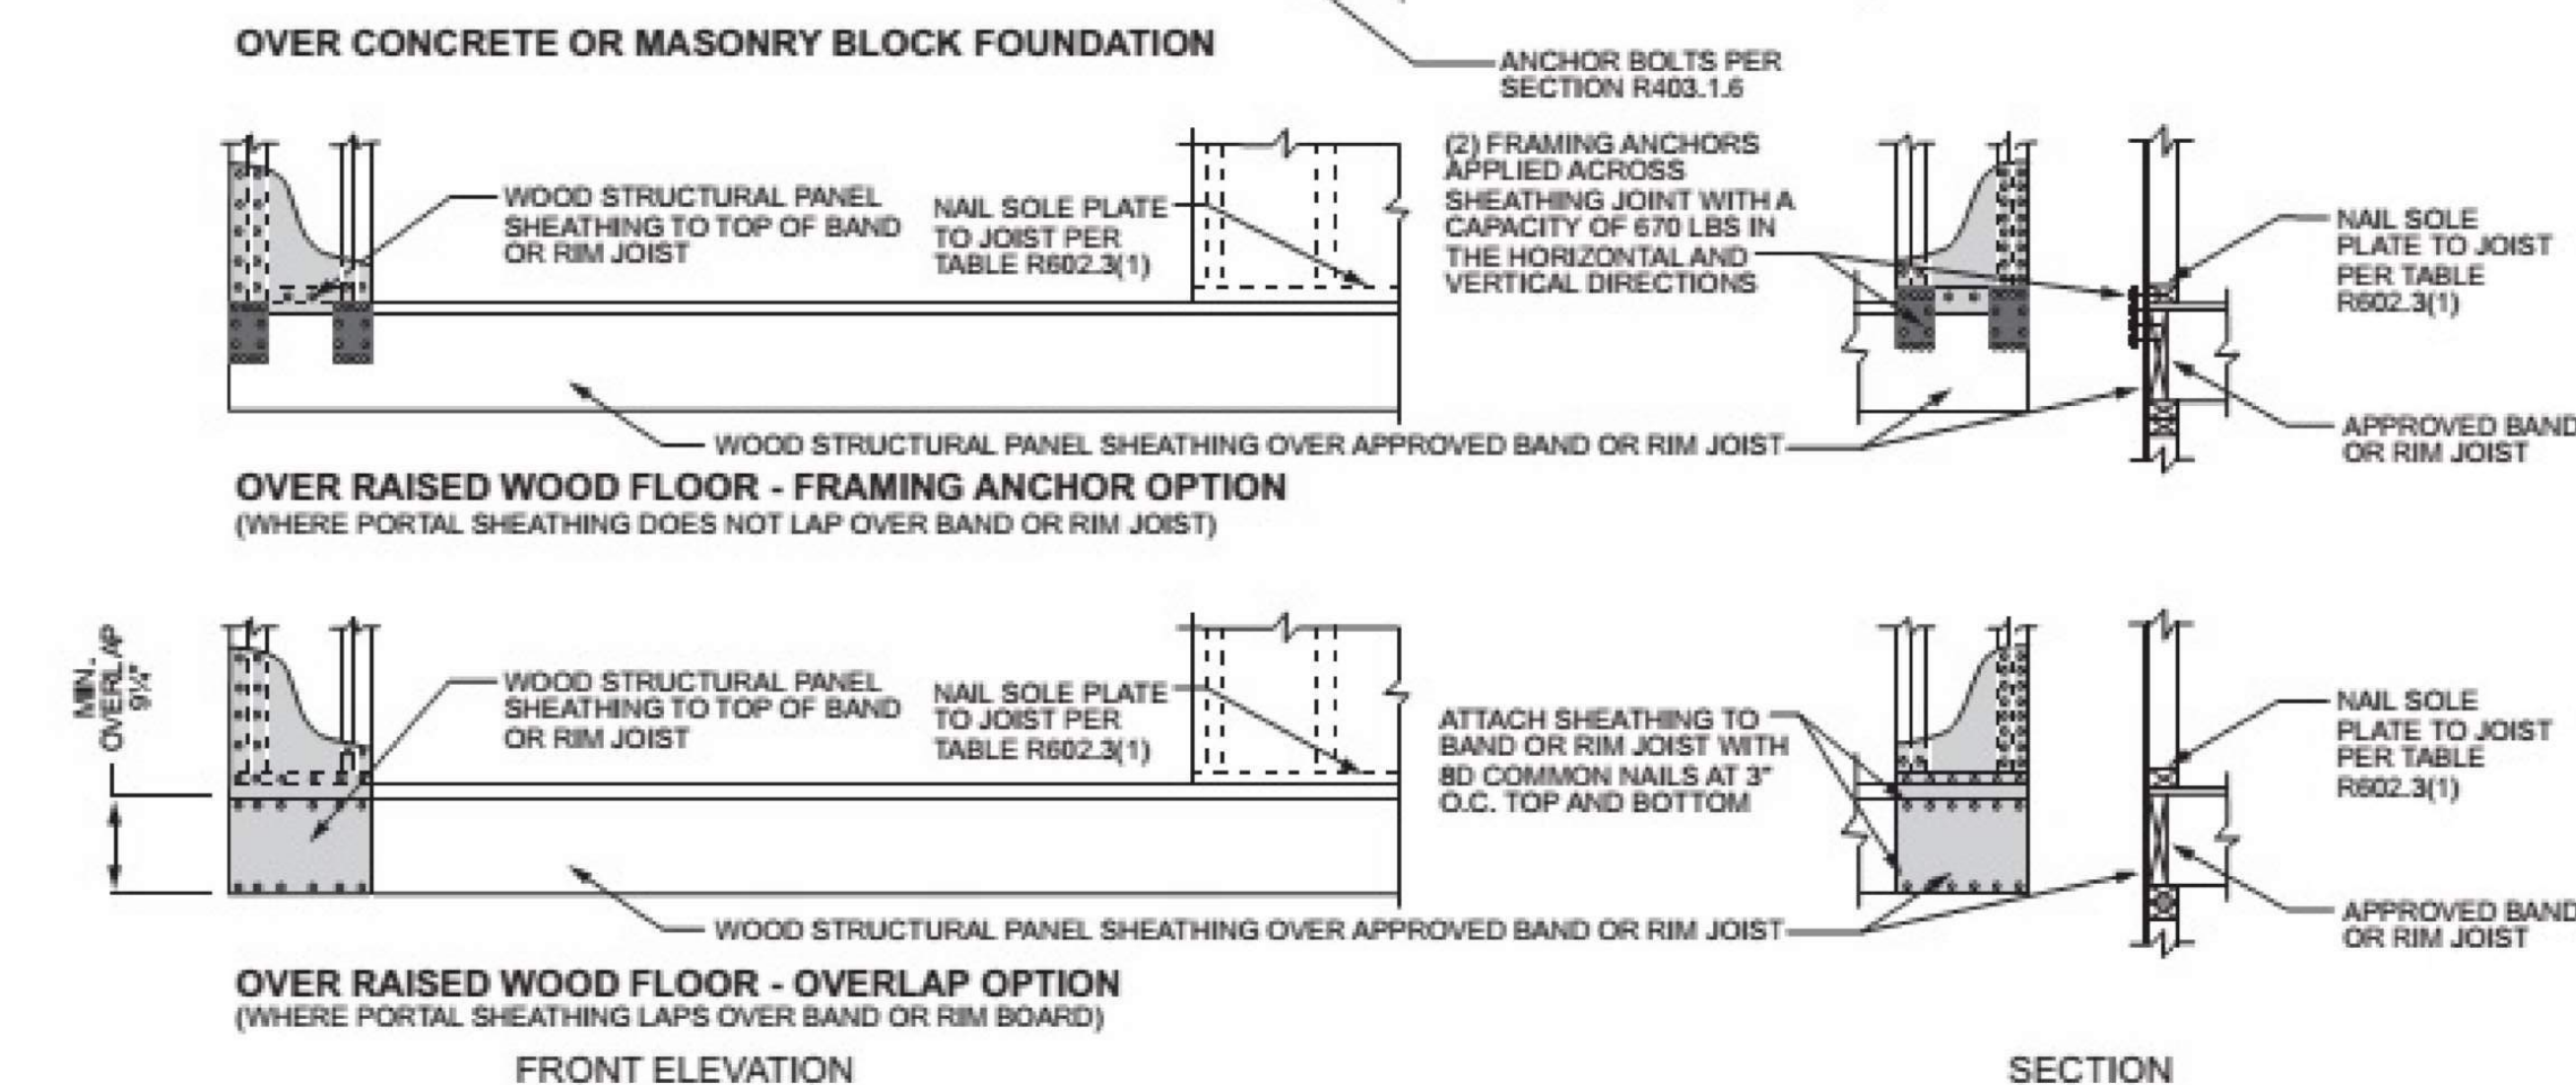 OVER CONCRETE OR MASONRY BLOCK FOUNDATION
ANCHOR BOLTS PER
SECTION R403.1.6
WOOD STRUCTURAL PANEL
SHEATHING TO TOP OF BAND
OR RIM JOIST
NAIL SOLE PLATE
TO JOIST PER
TABLE R602.3(1)
(2) FRAMING ANCHORS
APPLIED ACROSS
SHEATHING JOINT WITH A
CAPACITY OF 670 LBS IN
THE HORIZONTAL AND
VERTICAL DIRECTIONS
NAIL SOLE
PLATE TO JOIST
PER TABLE
R602.3(1)
APPROVED BAND
OR RIM JOIST
WOOD STRUCTURAL PANEL SHEATHING OVER APPROVED BAND OR RIM JOIST
OVER RAISED WOOD FLOOR - FRAMING ANCHOR OPTION
(WHERE PORTAL SHEATHING DOES NOT LAP OVER BAND OR RIM JOIST)
MIN.
OVERLAP
9¼"
WOOD STRUCTURAL PANEL
SHEATHING TO TOP OF BAND
OR RIM JOIST
NAIL SOLE PLATE
TO JOIST PER
TABLE R602.3(1)
ATTACH SHEATHING TO
BAND OR RIM JOIST WITH
8D COMMON NAILS AT 3"
O.C. TOP AND BOTTOM
NAIL SOLE
PLATE TO JOIST
PER TABLE
R602.3(1)
APPROVED BAND
OR RIM JOIST
WOOD STRUCTURAL PANEL SHEATHING OVER APPROVED BAND OR RIM JOIST
OVER RAISED WOOD FLOOR - OVERLAP OPTION
(WHERE PORTAL SHEATHING LAPS OVER BAND OR RIM BOARD)
FRONT ELEVATION
SECTION